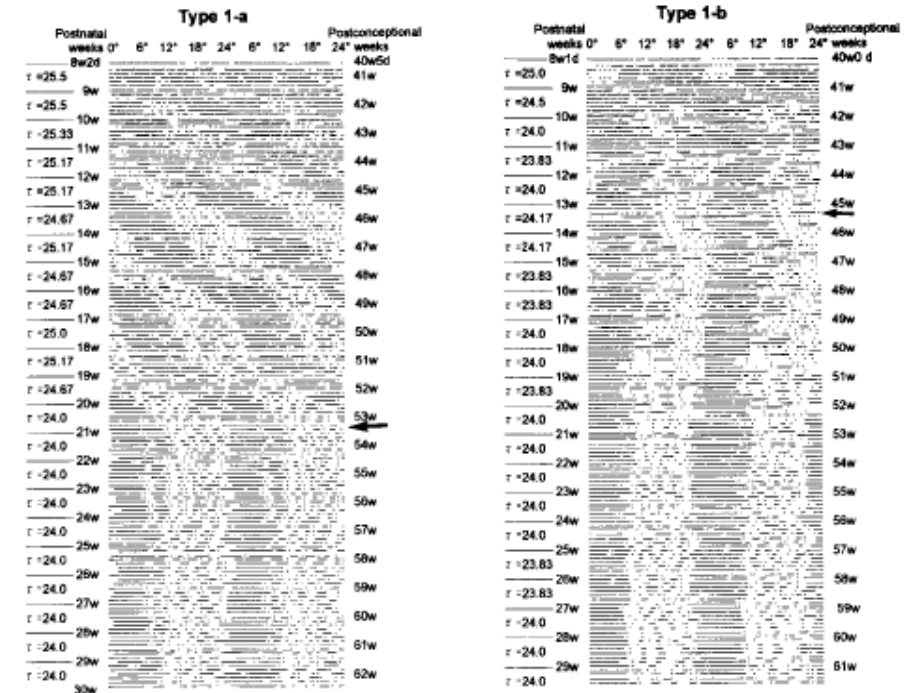 Type 1-a
Postnatal weeks 0° 6° 12° 18° 24° 6° 12° 18° 24° Postconceptional weeks
8w2d 40w5d
τ =25.5 41w
9w
τ =25.5 42w
10w
τ =25.33 43w
11w
τ =25.17 44w
12w
τ =25.17 45w
13w
τ =24.67 46w
14w
τ =25.17 47w
15w
τ =24.67 48w
16w
τ =24.67 49w
17w
τ =25.0 50w
18w
τ =25.17 51w
19w
τ =24.67 52w
20w
τ =24.0 53w
21w
τ =24.0 54w
22w
τ =24.0 55w
23w
τ =24.0 56w
24w
τ =24.0 57w
25w
τ =24.0 58w
26w
τ =24.0 59w
27w
τ =24.0 60w
28w
τ =24.0 61w
29w
τ =24.0 62w
30w
Type 1-b
Postnatal weeks 0° 6° 12° 18° 24° 6° 12° 18° 24° Postconceptional weeks
8w1d 40w0 d
τ =25.0
9w 41w
τ =24.5
10w 42w
τ =24.0
11w 43w
τ =23.83
12w 44w
τ =24.0
13w 45w
τ =24.17
14w 46w
τ =24.17
15w 47w
τ =23.83
16w 48w
τ =23.83
17w 49w
τ =24.0
18w 50w
τ =24.0
19w 51w
τ =23.83
20w 52w
τ =24.0
21w 53w
τ =24.0
22w 54w
τ =24.0
23w 55w
τ =24.0
24w 56w
τ =24.0
25w 57w
τ =23.83
26w 58w
τ =23.83
27w 59w
τ =24.0
28w 60w
τ =24.0
29w 61w
τ =24.0